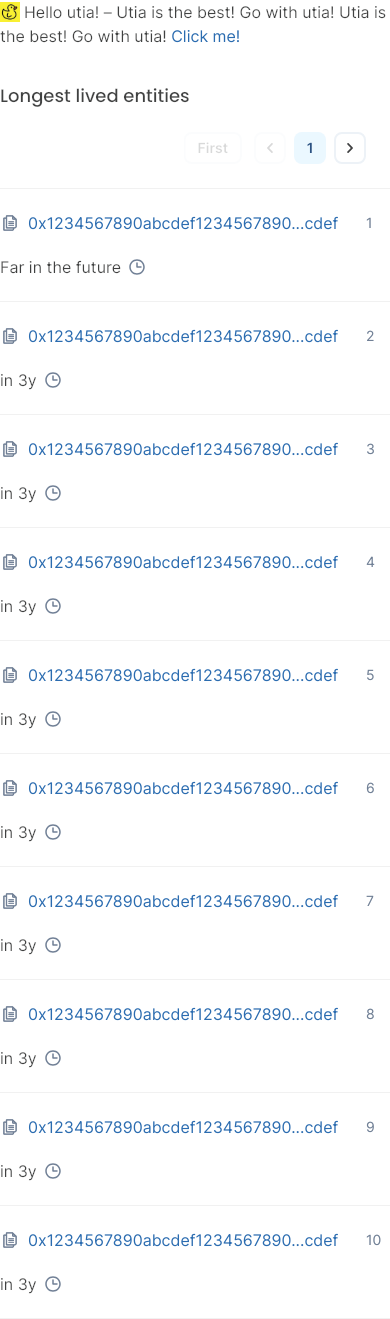 Hello utia! – Utia is the best! Go with utia! Utia is
the best! Go with utia! Click me!
Longest lived entities
First 1
0x1234567890abcdef1234567890...cdef 1
Far in the future
0x1234567890abcdef1234567890...cdef 2
in 3y
0x1234567890abcdef1234567890...cdef 3
in 3y
0x1234567890abcdef1234567890...cdef 4
in 3y
0x1234567890abcdef1234567890...cdef 5
in 3y
0x1234567890abcdef1234567890...cdef 6
in 3y
0x1234567890abcdef1234567890...cdef 7
in 3y
0x1234567890abcdef1234567890...cdef 8
in 3y
0x1234567890abcdef1234567890...cdef 9
in 3y
0x1234567890abcdef1234567890...cdef 10
in 3y